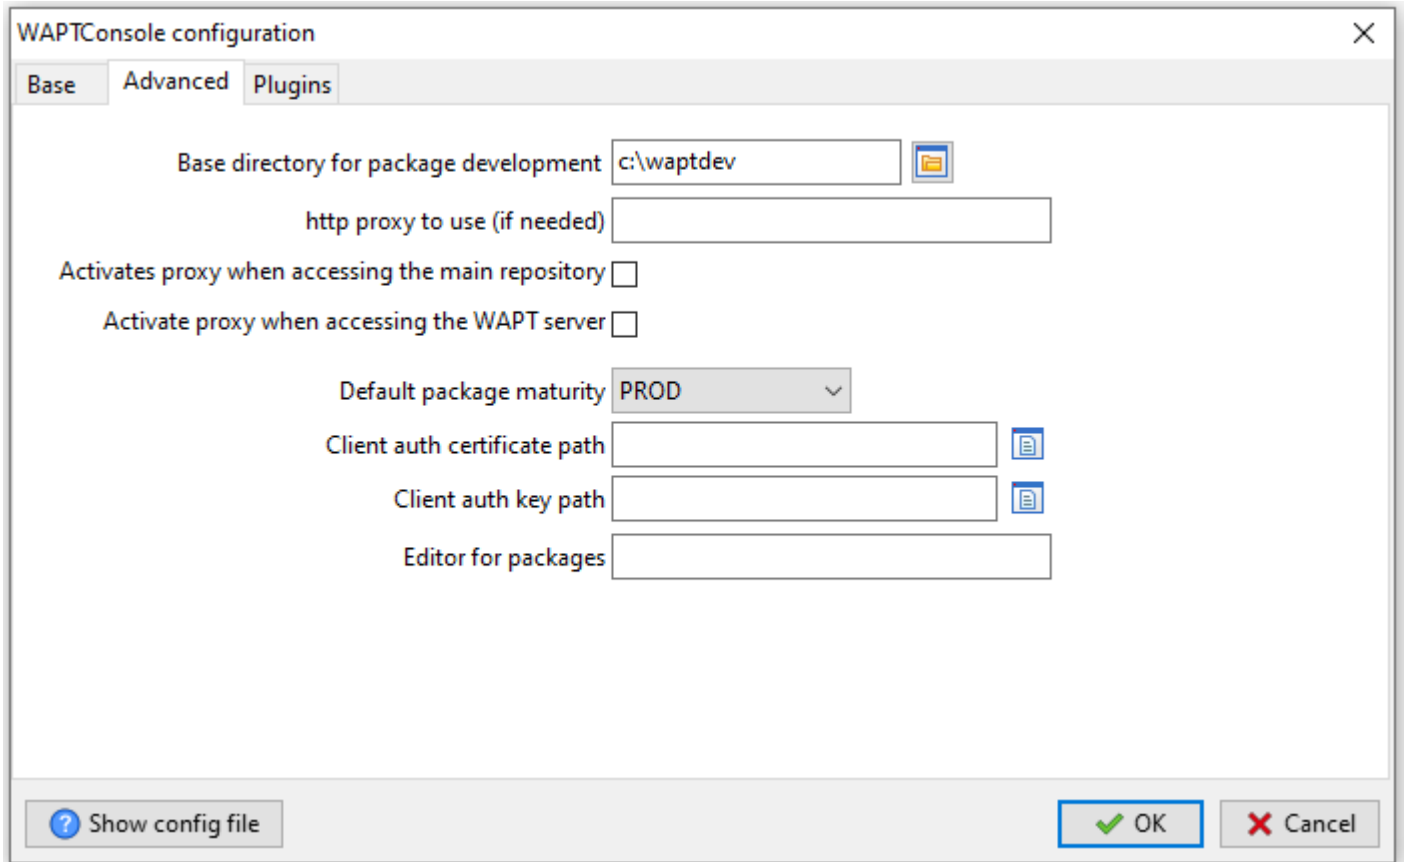 WAPTConsole configuration
Base Advanced Plugins
Base directory for package development c:\waptdev
http proxy to use (if needed)
Activates proxy when accessing the main repository
Activate proxy when accessing the WAPT server
Default package maturity PROD
Client auth certificate path
Client auth key path
Editor for packages
? Show config file OK Cancel